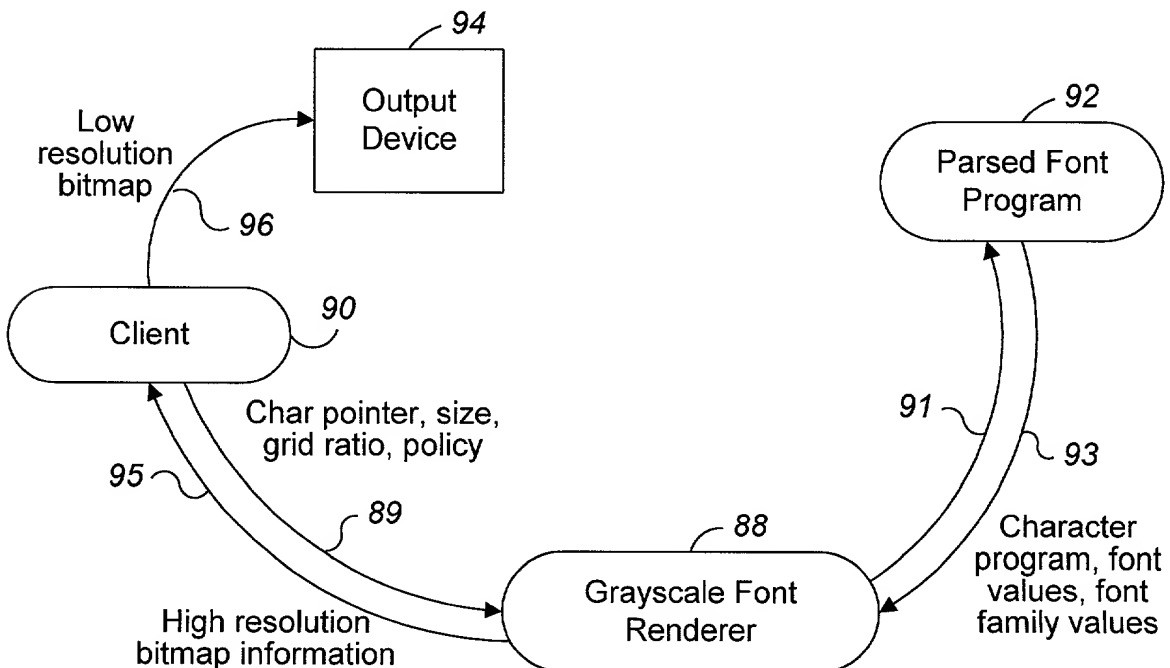 94
Output
Device
92
Parsed Font
Program
Low
resolution
bitmap
96
90
Client
Char pointer, size,
grid ratio, policy
91
93
95
89
88
Character
program, font
values, font
family values
Grayscale Font
Renderer
High resolution
bitmap information